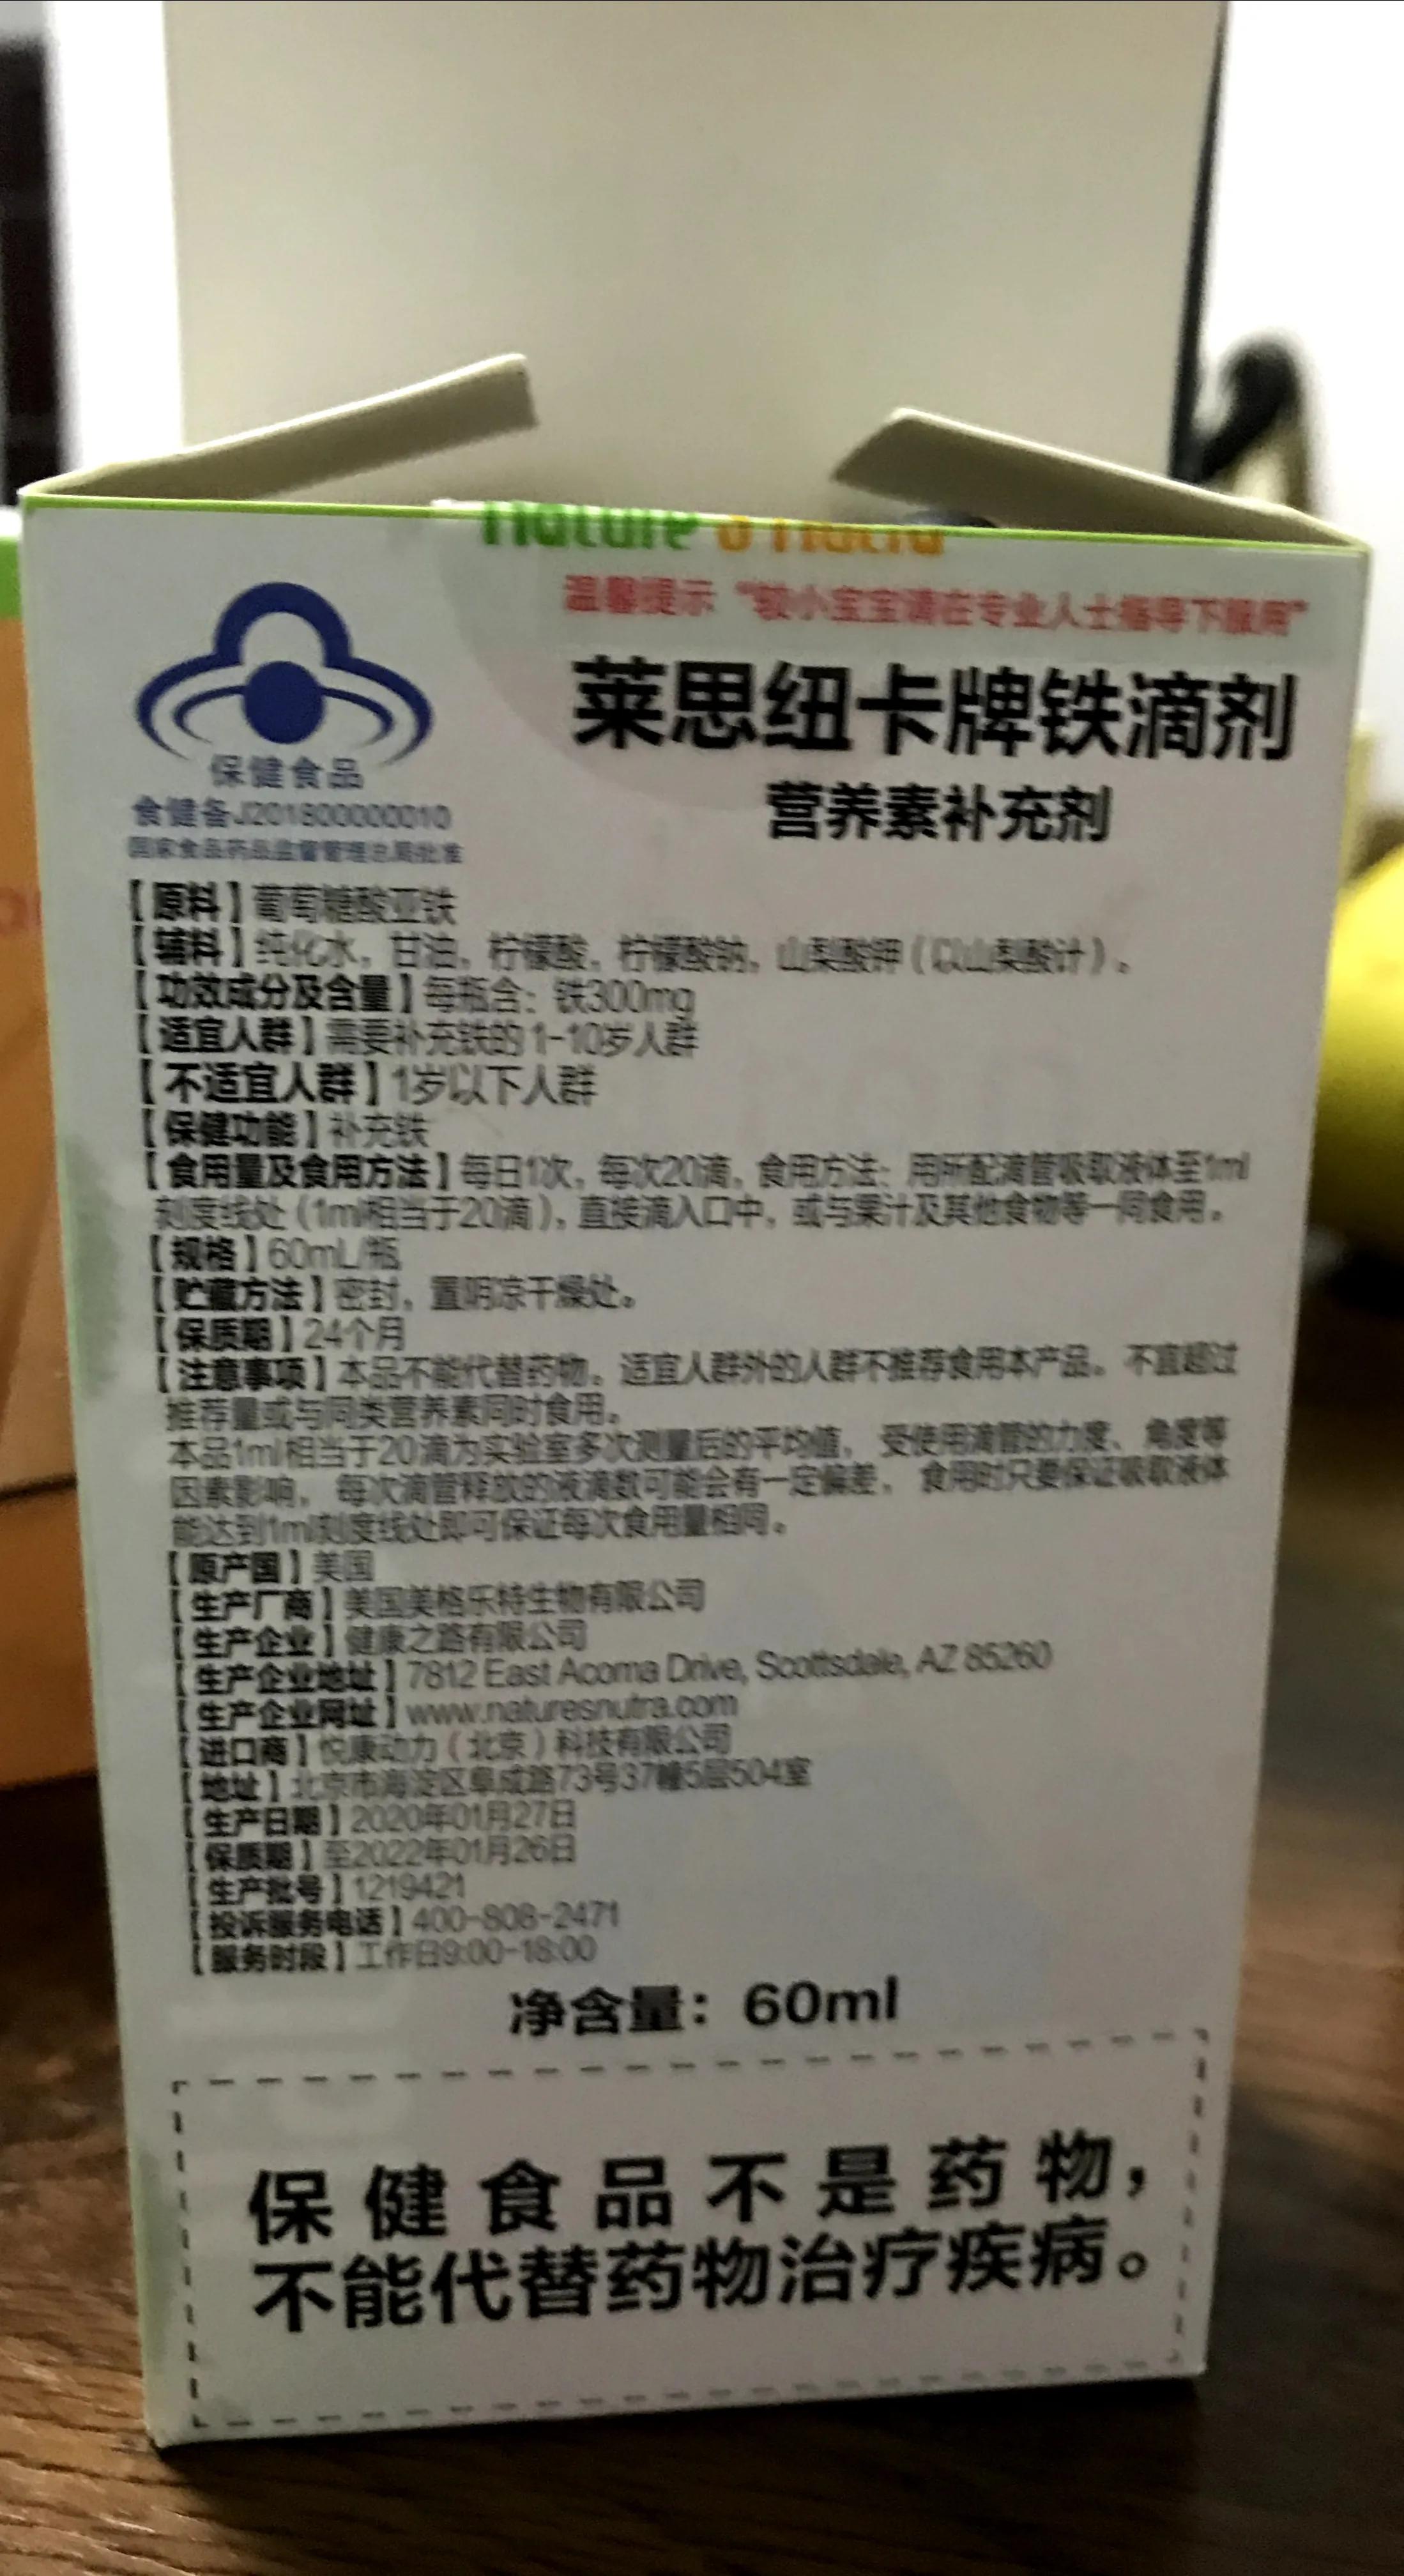 温馨提示 “较小宝宝请在专业人士指导下服用”
莱思纽卡牌铁滴剂
营养素补充剂
保健食品
食健备J201800000010
国家食品药品监督管理总局批准
【原料】葡萄糖酸亚铁
【辅料】纯化水，甘油，柠檬酸，柠檬酸钠，山梨酸钾（以山梨酸计）。
【功效成分及含量】每瓶含：铁300mg
【适宜人群】需要补充铁的1-10岁人群
【不适宜人群】1岁以下人群
【保健功能】补充铁
【食用量及食用方法】每日1次，每次20滴，食用方法：用所配滴管吸取液体至1ml
刻度线处（1ml相当于20滴），直接滴入口中，或与果汁及其他食物等一同食用。
【规格】60mL/瓶
【贮藏方法】密封，置阴凉干燥处。
【保质期】24个月
【注意事项】本品不能代替药物。适宜人群外的人群不推荐食用本产品。不宜超过
推荐量或与同类营养素同时食用。
本品1ml相当于20滴为实验室多次测量后的平均值，受使用滴管的力度、角度等
因素影响，每次滴管释放的液滴数可能会有一定偏差，食用时只要保证吸取液体
能达到1ml刻度线处即可保证每次食用量相同。
【原产国】美国
【生产厂商】美国美格乐特生物有限公司
【生产企业】健康之路有限公司
【生产企业地址】7812 East Acoma Drive, Scottsdale, AZ 85260
【生产企业网址】www.naturesnutra.com
【进口商】悦康动力（北京）科技有限公司
【地址】北京市海淀区阜成路73号37幢5层504室
【生产日期】2020年01月27日
【保质期】至2022年01月26日
【生产批号】1219421
【投诉服务电话】400-808-2471
【服务时段】工作日9:00-18:00
净含量：60ml
保健食品不是药物，
不能代替药物治疗疾病。